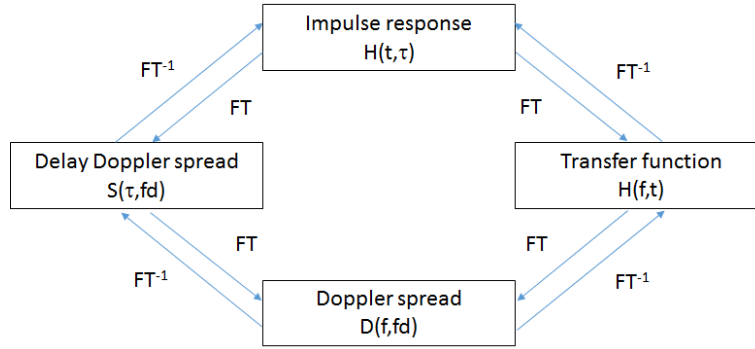 Impulse response
H(t,τ)
FT⁻¹
FT⁻¹
FT
FT
Delay Doppler spread
S(τ,fd)
Transfer function
H(f,t)
FT
FT
FT⁻¹
FT⁻¹
Doppler spread
D(f,fd)